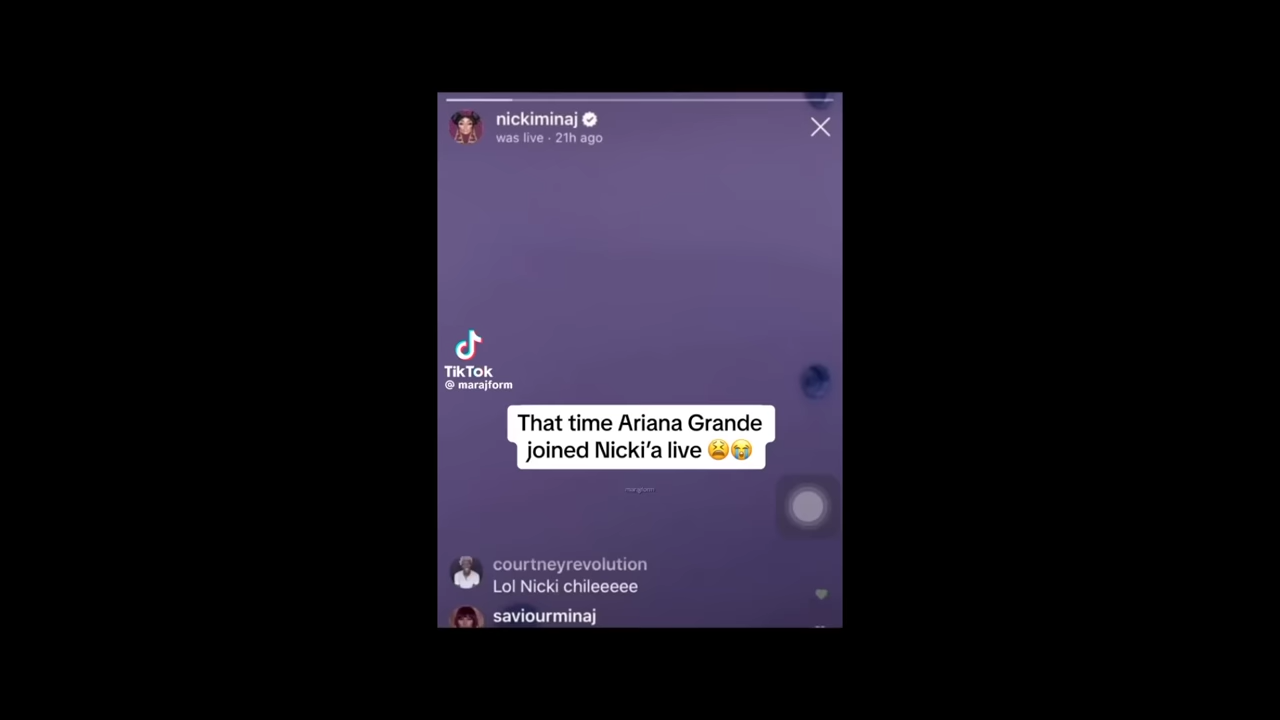 nickiminaj
was live · 21h ago
TikTok
@ marajform
That time Ariana Grande
joined Nicki’a live 😫😭
marajform
courtneyrevolution
Lol Nicki chileeeee
saviourminaj